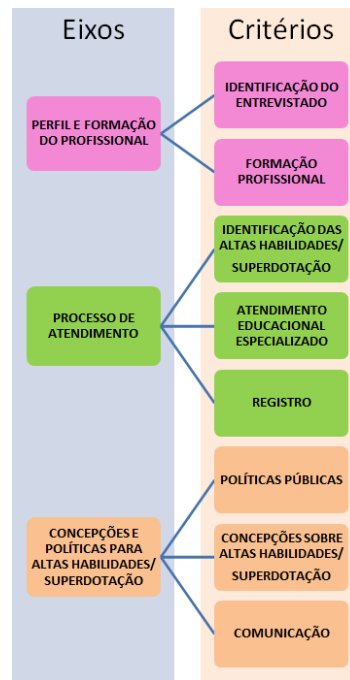 Eixos
Critérios
PERFIL E FORMAÇÃO
DO PROFISSIONAL
IDENTIFICAÇÃO DO
ENTREVISTADO
FORMAÇÃO
PROFISSIONAL
PROCESSO DE
ATENDIMENTO
IDENTIFICAÇÃO DAS
ALTAS HABILIDADES/
SUPERDOTAÇÃO
ATENDIMENTO
EDUCACIONAL
ESPECIALIZADO
REGISTRO
CONCEPÇÕES E
POLÍTICAS PARA
ALTAS HABILIDADES/
SUPERDOTAÇÃO
POLÍTICAS PÚBLICAS
CONCEPÇÕES SOBRE
ALTAS HABILIDADES/
SUPERDOTAÇÃO
COMUNICAÇÃO